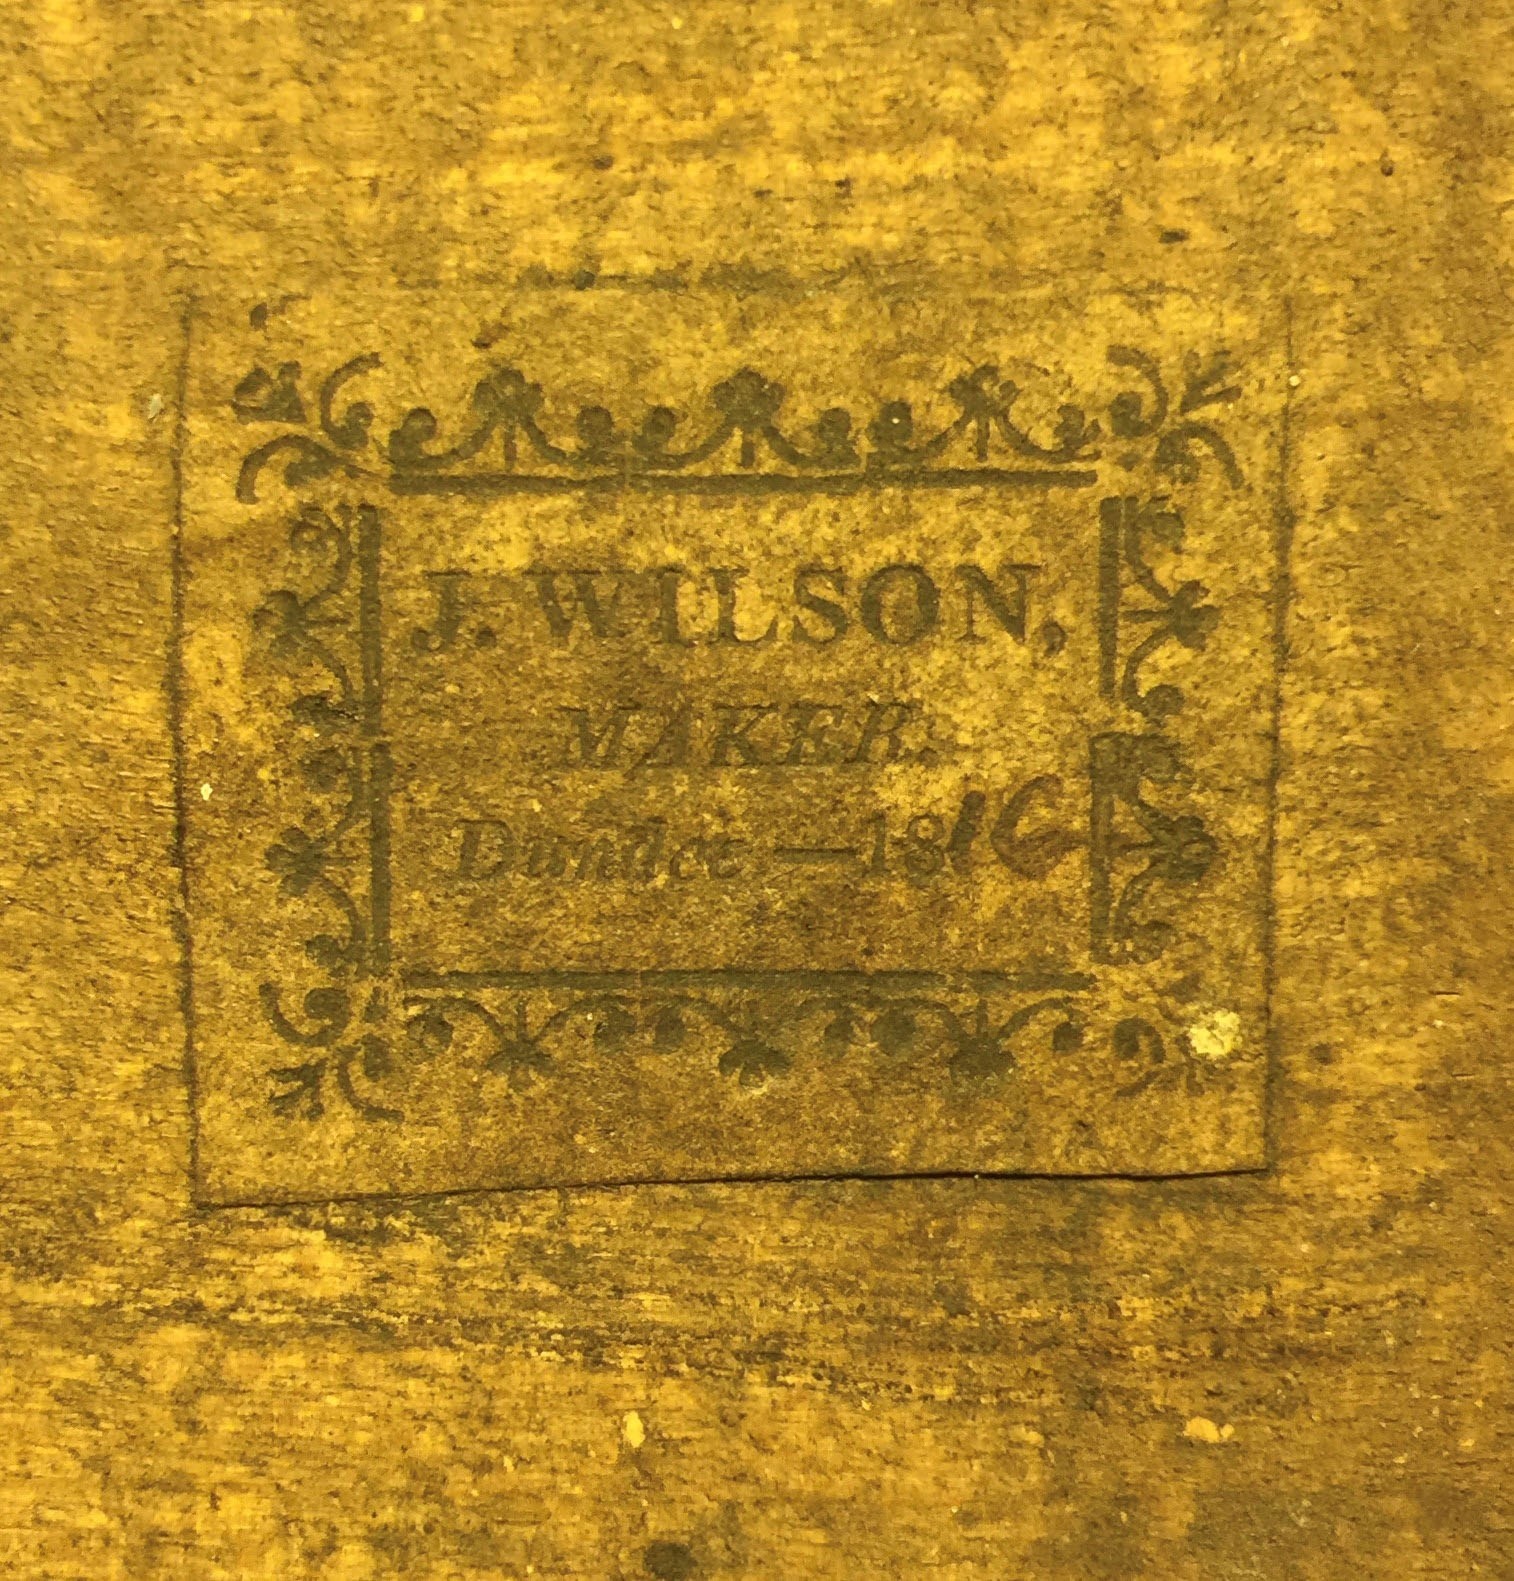 J. WILSON,
MAKER.
Dundee — 1816